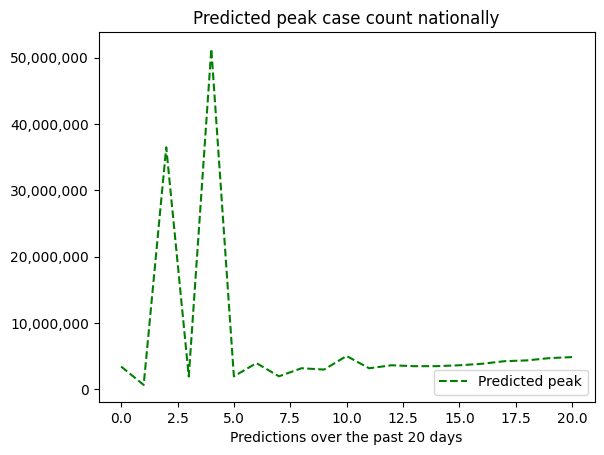 Predicted peak case count nationally
50,000,000
40,000,000
30,000,000
20,000,000
10,000,000
0
Predicted peak
0.0 2.5 5.0 7.5 10.0 12.5 15.0 17.5 20.0
Predictions over the past 20 days